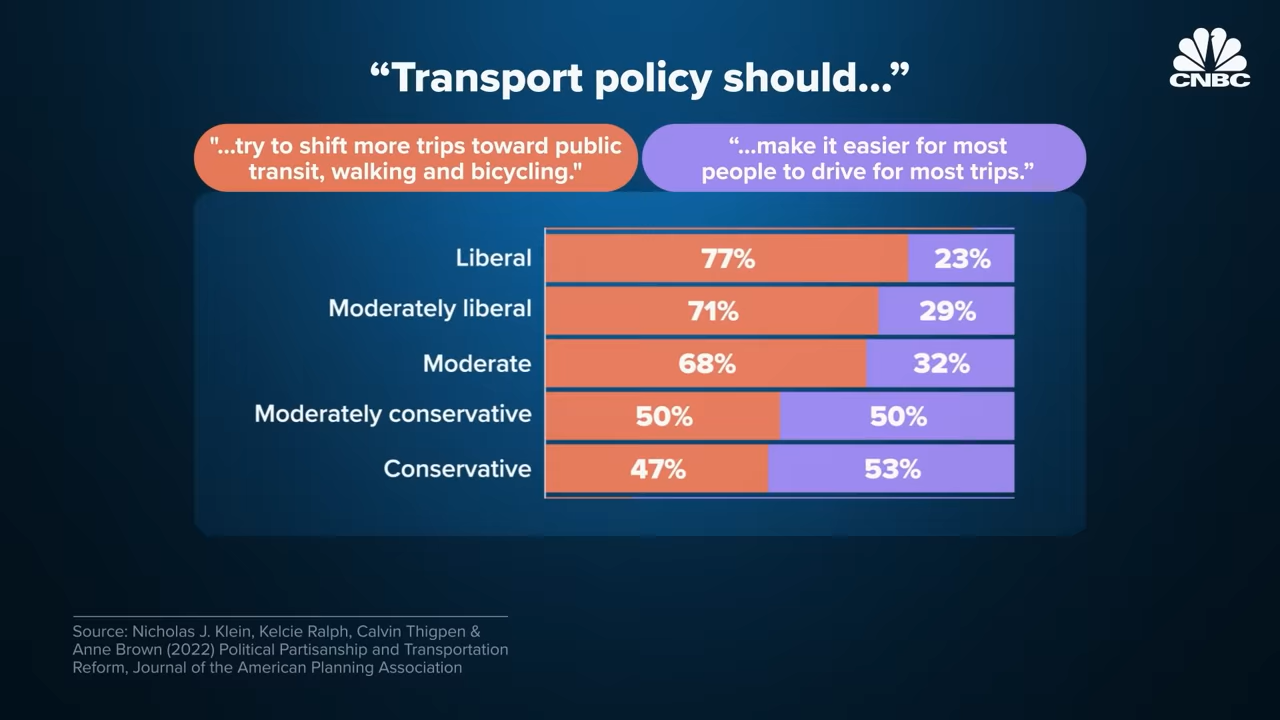 CNBC
“Transport policy should...”
"...try to shift more trips toward public
transit, walking and bicycling."
“...make it easier for most
people to drive for most trips.”
Liberal 77% 23%
Moderately liberal 71% 29%
Moderate 68% 32%
Moderately conservative 50% 50%
Conservative 47% 53%
Source: Nicholas J. Klein, Kelcie Ralph, Calvin Thigpen &
Anne Brown (2022) Political Partisanship and Transportation
Reform, Journal of the American Planning Association